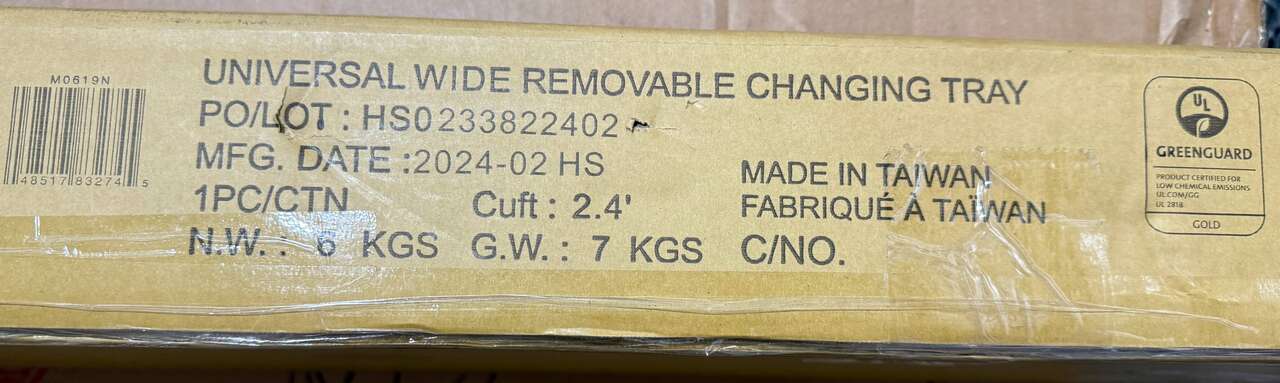 M0619N
48517 83274 5
UNIVERSAL WIDE REMOVABLE CHANGING TRAY
PO/LOT : HS0233822402
MFG. DATE :2024-02 HS
1PC/CTN Cuft : 2.4'
N.W. : 6 KGS G.W. : 7 KGS
MADE IN TAIWAN
FABRIQUÉ À TAÏWAN
C/NO.
UL
GREENGUARD
PRODUCT CERTIFIED FOR
LOW CHEMICAL EMISSIONS
UL.COM/GG
UL 2818
GOLD